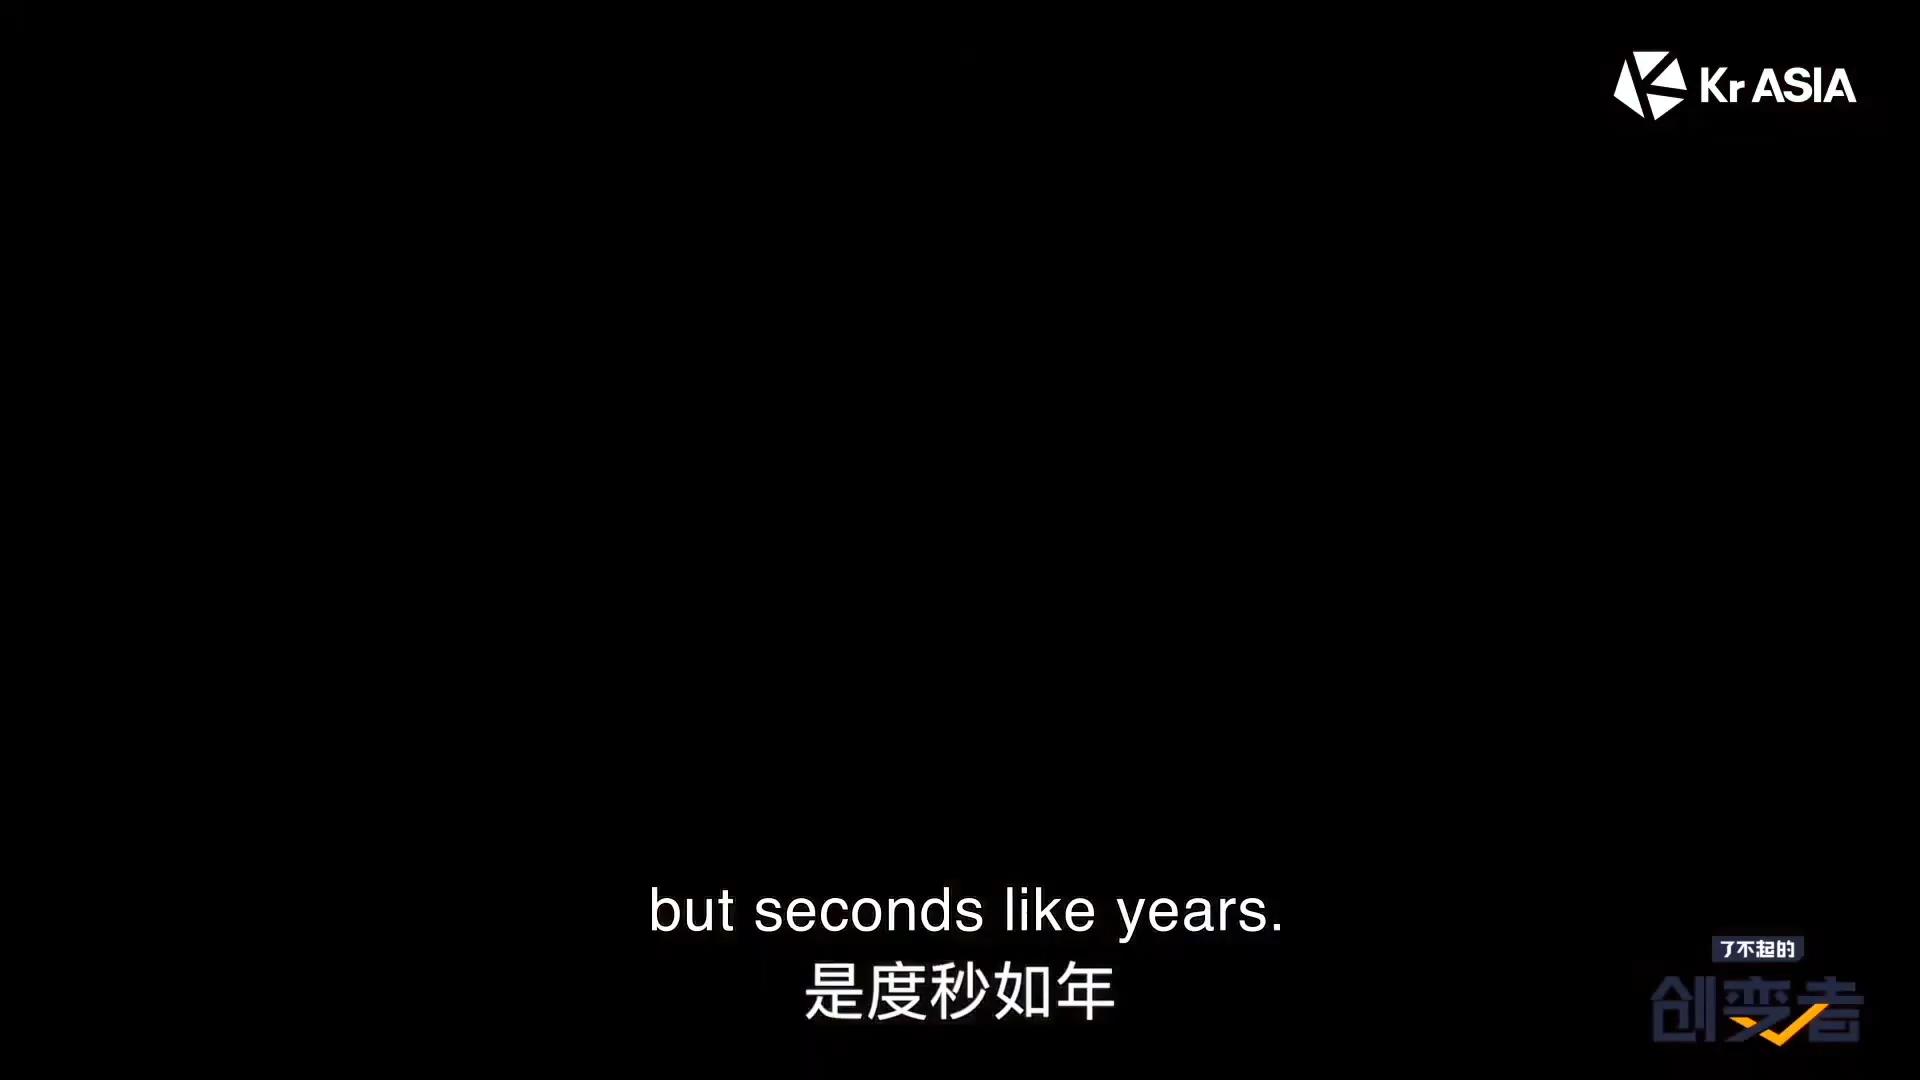 Kr ASIA
but seconds like years.
是度秒如年
了不起的
创变者